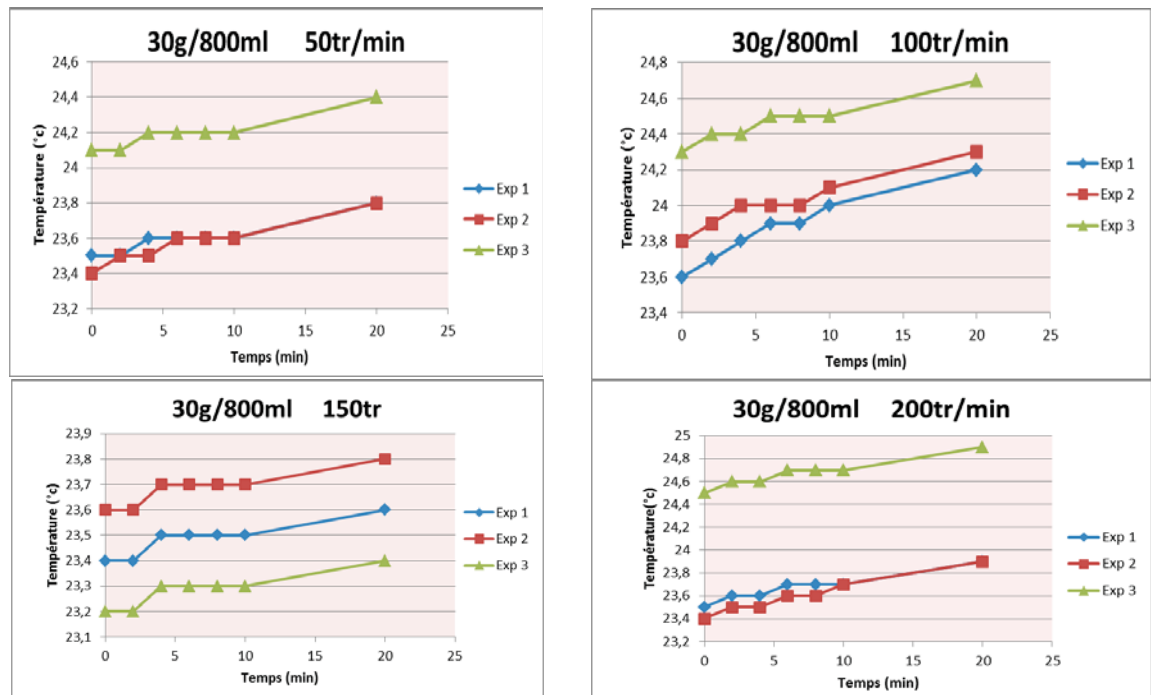 30g/800ml 50tr/min
24,6
24,4
24,2
24
23,8
23,6
23,4
23,2
Température (°c)
0 5 10 15 20 25
Temps (min)
Exp 1
Exp 2
Exp 3
30g/800ml 100tr/min
24,8
24,6
24,4
24,2
24
23,8
23,6
23,4
Température (°c)
0 5 10 15 20 25
Temps (min)
Exp 1
Exp 2
Exp 3
30g/800ml 150tr
23,9
23,8
23,7
23,6
23,5
23,4
23,3
23,2
23,1
Température (°c)
0 5 10 15 20 25
Temps (min)
Exp 1
Exp 2
Exp 3
30g/800ml 200tr/min
25
24,8
24,6
24,4
24,2
24
23,8
23,6
23,4
23,2
Température(°c)
0 5 10 15 20 25
Temps (min)
Exp 1
Exp 2
Exp 3